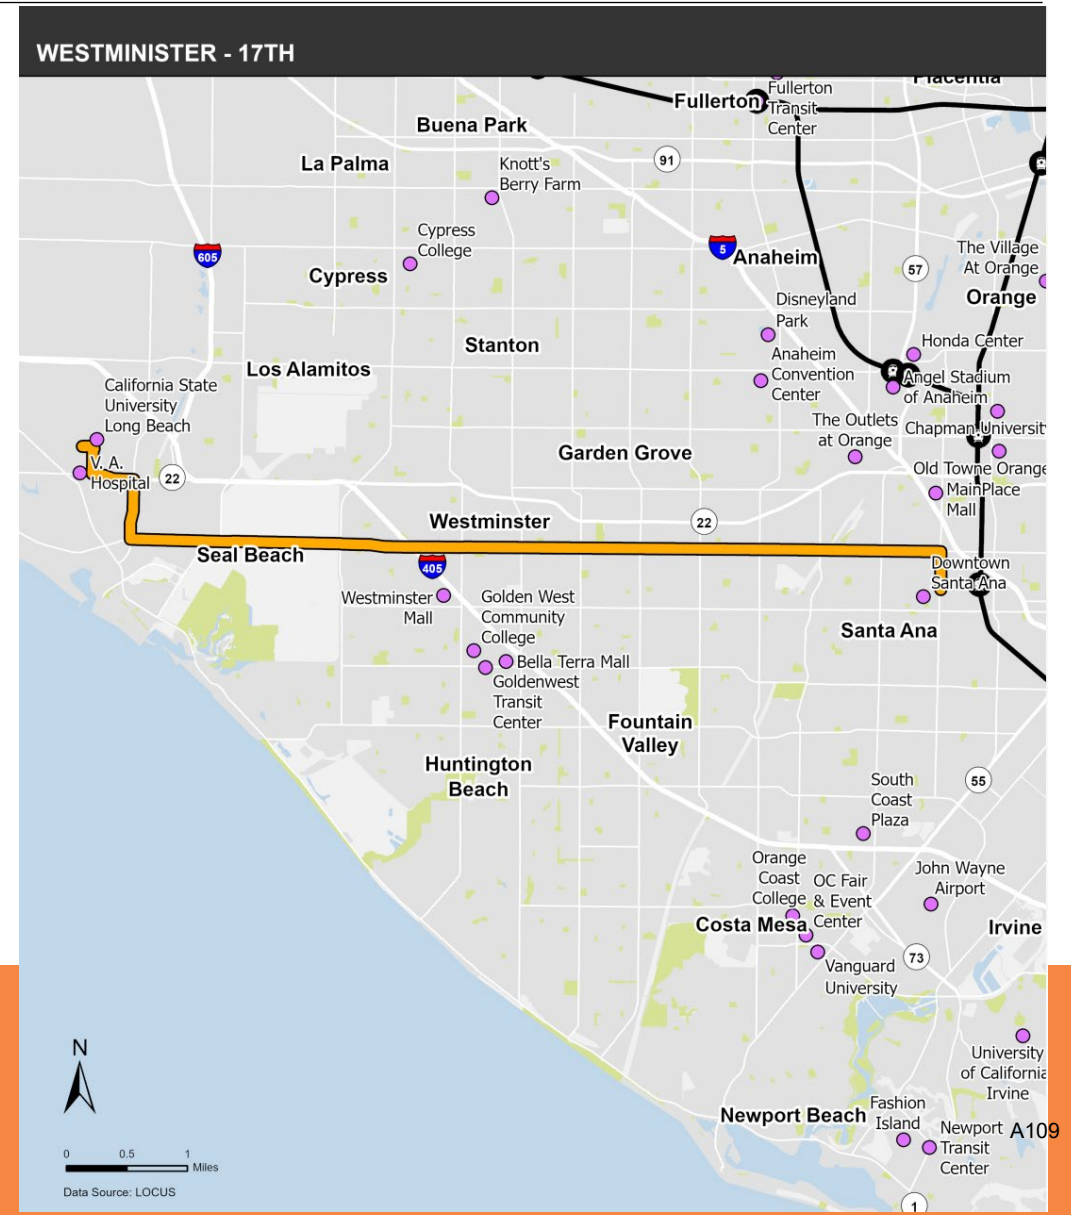 WESTMINISTER - 17TH
Placentia
Fullerton
Fullerton
Transit
Center
Buena Park
La Palma
91
Knott's
Berry Farm
Cypress
College
605
5
Anaheim
57
The Village
At Orange
Cypress
Orange
Disneyland
Park
Stanton
Honda Center
Los Alamitos
Anaheim
Convention
Center
Angel Stadium
of Anaheim
California State
University
Long Beach
The Outlets
at Orange
Chapman Universit
Garden Grove
V. A.
Hospital
22
Old Towne Orange
MainPlace
Mall
Westminster
22
Seal Beach
405
Downtown
Santa Ana
Westminster
Mall
Golden West
Community
College
Santa Ana
Bella Terra Mall
Goldenwest
Transit
Center
Fountain
Valley
Huntington
Beach
South
Coast
Plaza
55
Orange
Coast
College
OC Fair
& Event
Center
John Wayne
Airport
Costa Mesa
Irvine
73
Vanguard
University
N
University
of California
Irvine
Newport Beach
Fashion
Island
Newport
Transit
Center
A109
0 0.5 1
Miles
Data Source: LOCUS
1